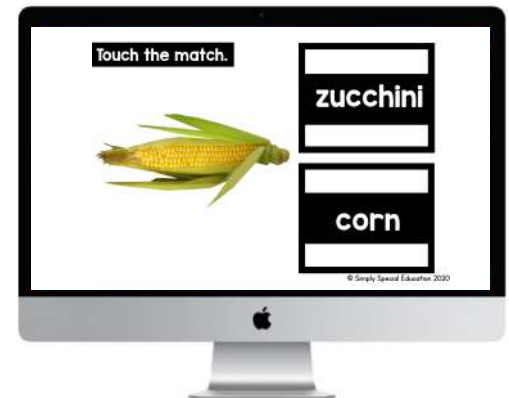 Touch the match.
zucchini
corn
© Simply Special Education 2020